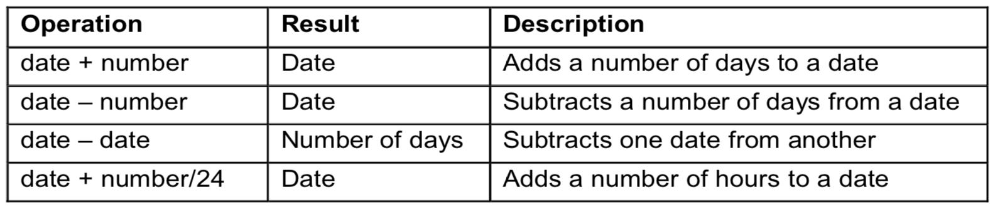 Operation Result Description
date + number Date Adds a number of days to a date
date – number Date Subtracts a number of days from a date
date – date Number of days Subtracts one date from another
date + number/24 Date Adds a number of hours to a date